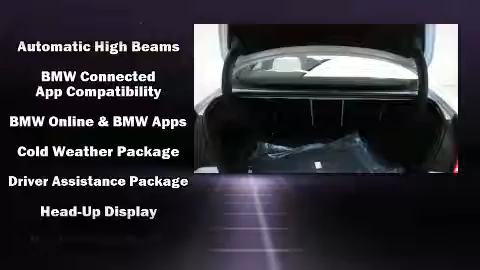 Automatic High Beams
BMW Connected
App Compatibility
BMW Online & BMW Apps
Cold Weather Package
Driver Assistance Package
Head-Up Display